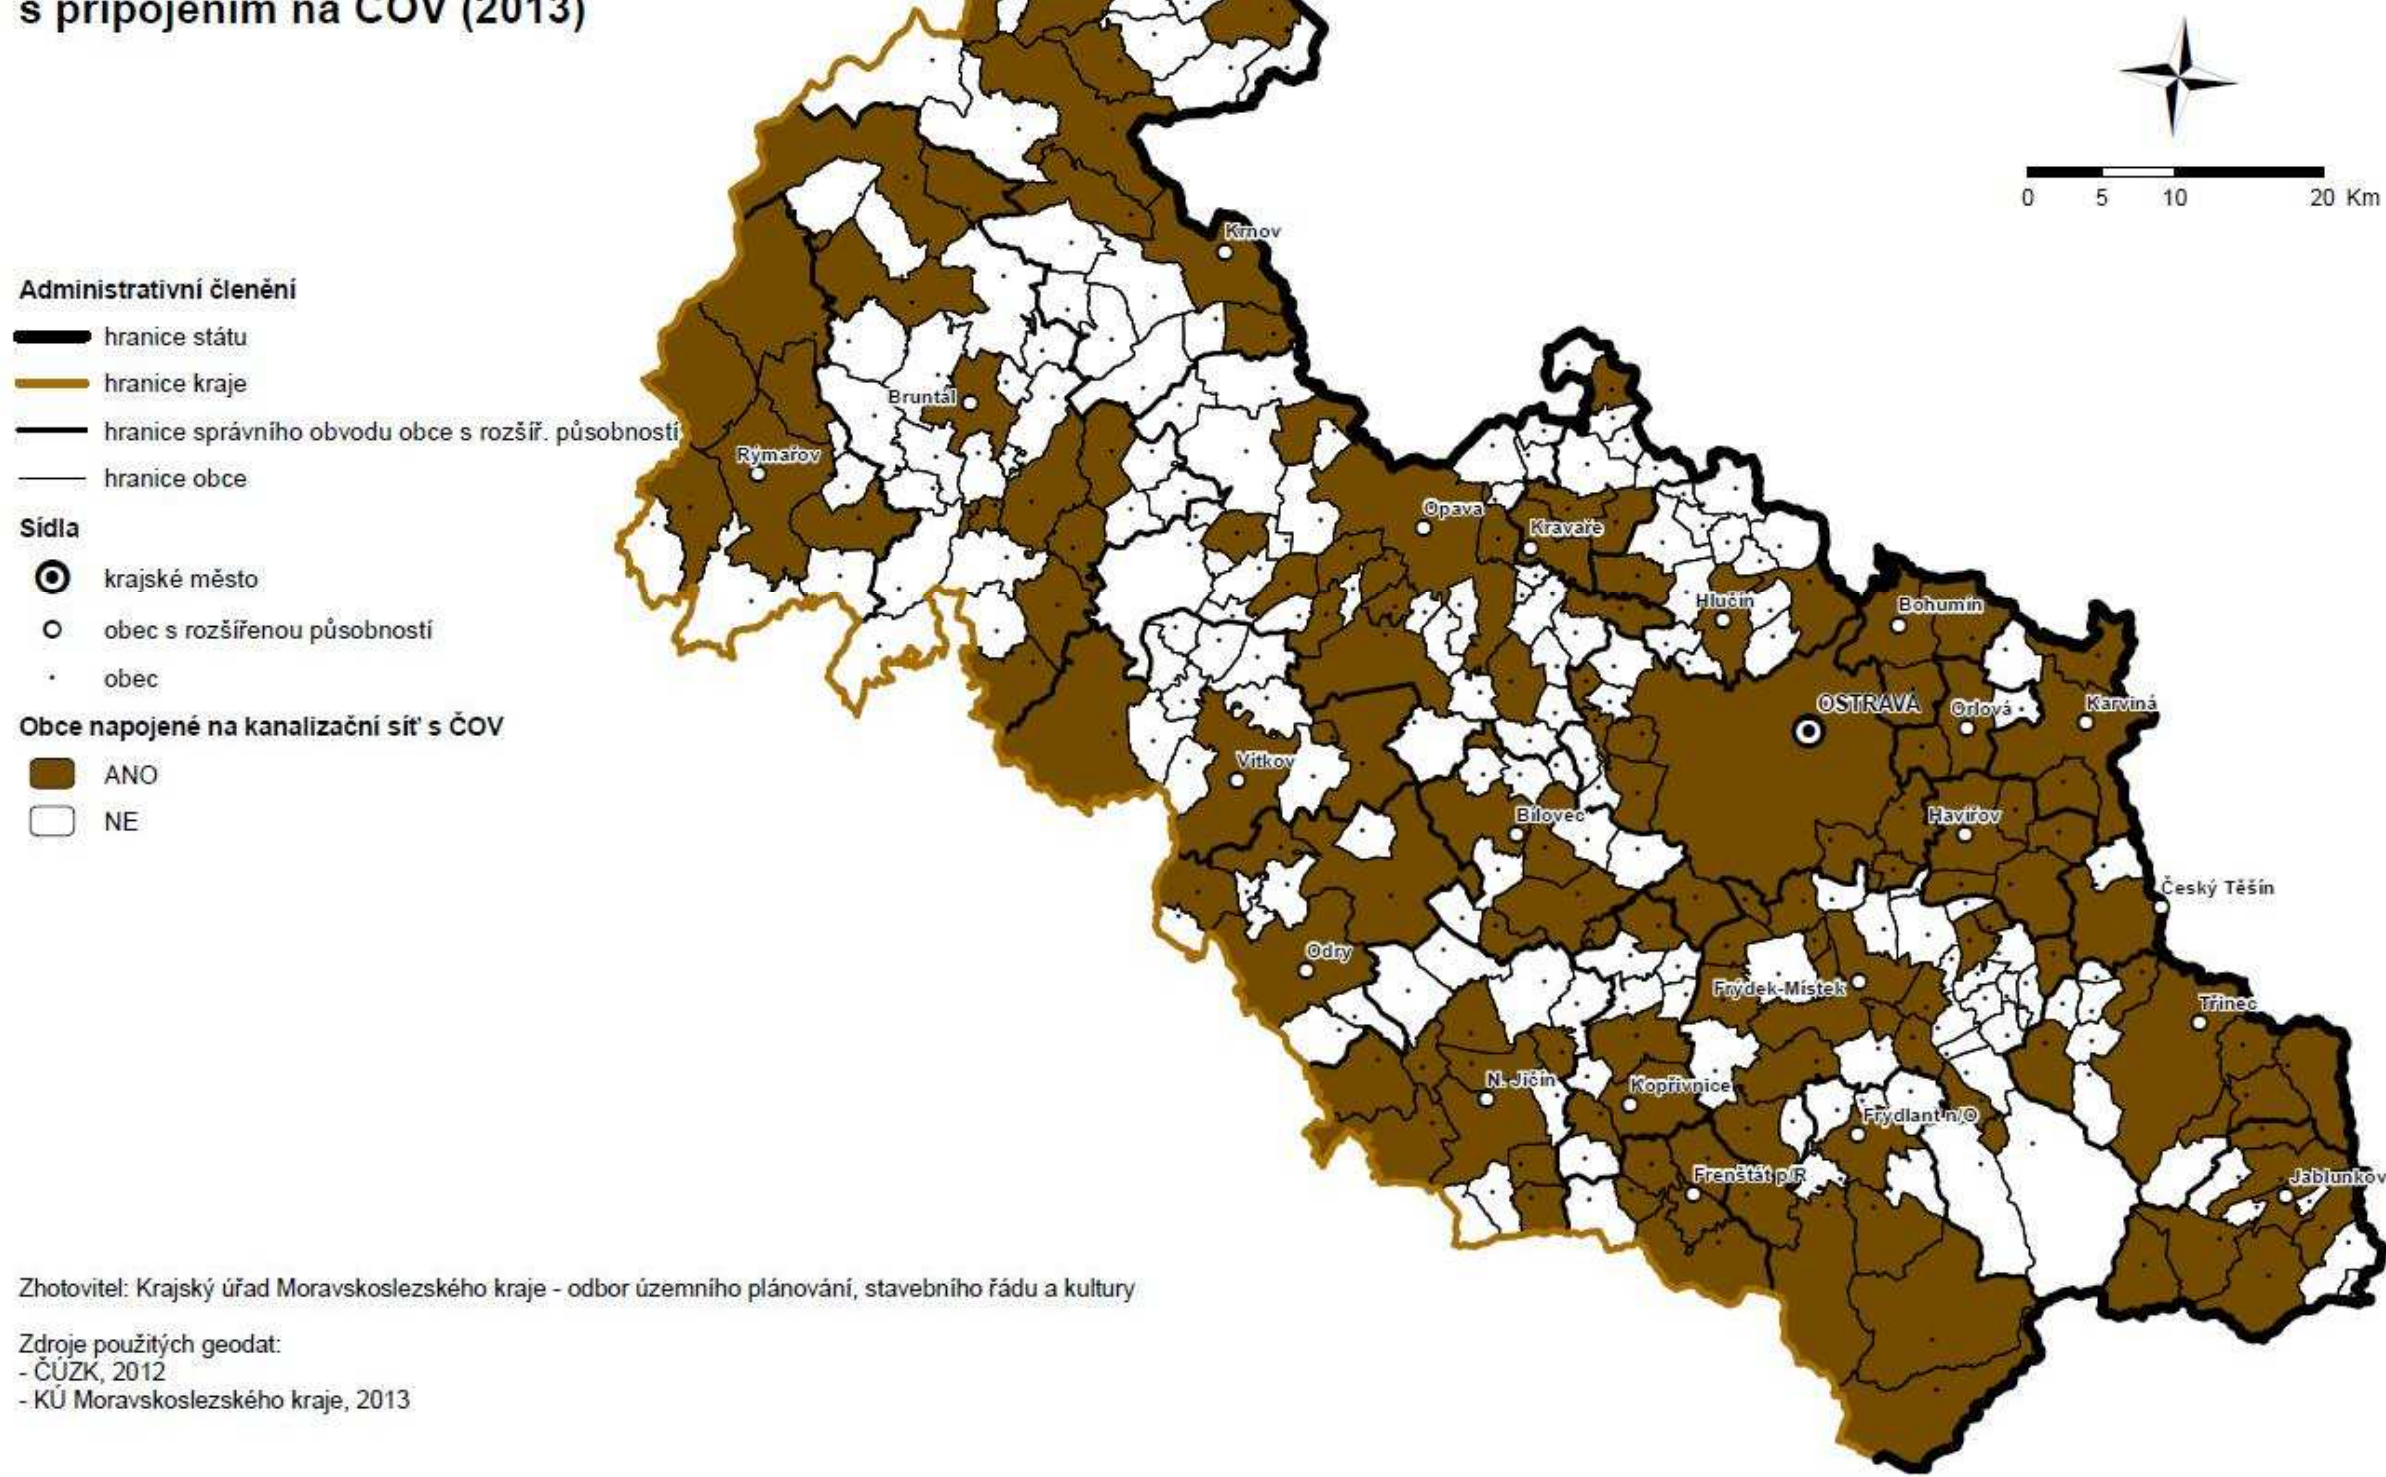 s připojením na ČOV (2013)
0 5 10 20 Km
Administrativní členění
hranice státu
hranice kraje
hranice správního obvodu obce s rozšíř. působností
hranice obce
Sídla
krajské město
obec s rozšířenou působností
obec
Obce napojené na kanalizační síť s ČOV
ANO
NE
Krnov
Bruntál
Rýmařov
Opava
Kravaře
Hlučín
Bohumín
OSTRAVA
Orlová
Karviná
Vítkov
Bílovec
Havířov
Český Těšín
Odry
Frýdek-Místek
Třinec
N. Jičín
Kopřivnice
Frýdlant n/O
Frenštát p/R
Jablunkov
Zhotovitel: Krajský úřad Moravskoslezského kraje - odbor územního plánování, stavebního řádu a kultury
Zdroje použitých geodat:
- ČÚZK, 2012
- KÚ Moravskoslezského kraje, 2013